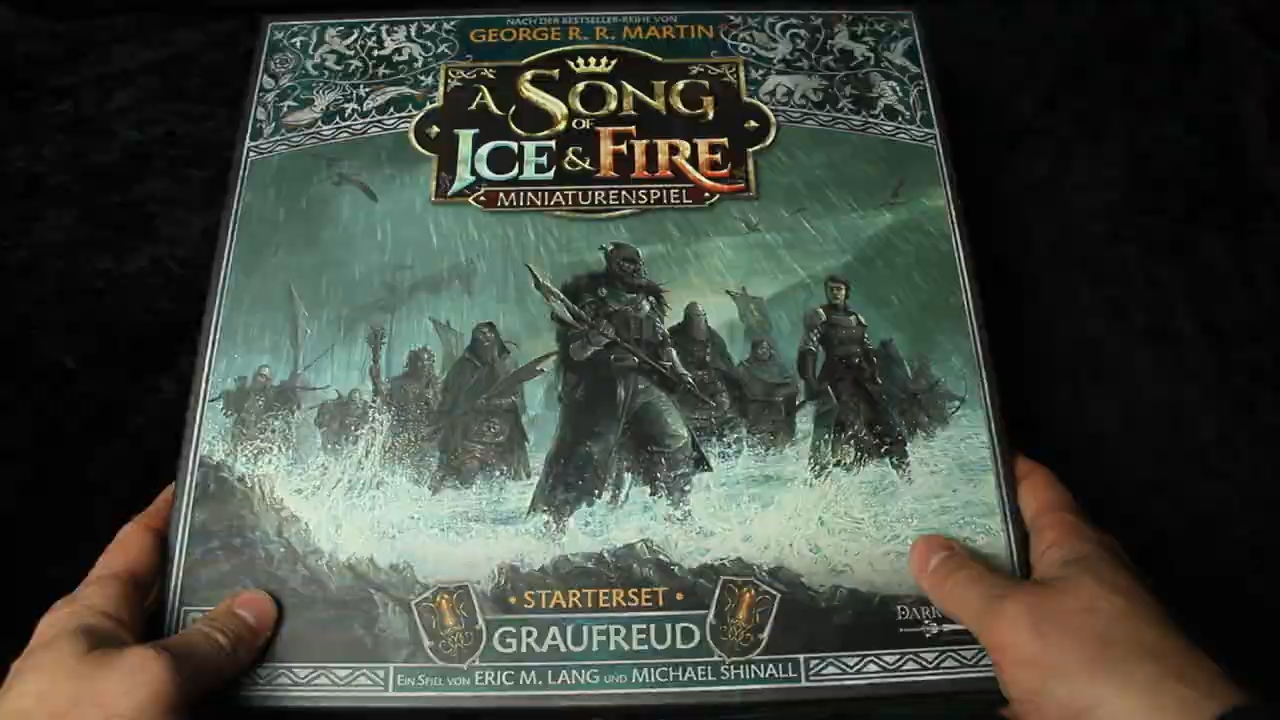 NACH DER BESTSELLER-REIHE VON
GEORGE R. R. MARTIN
A SONG
OF
ICE & FIRE
MINIATURENSPIEL
• STARTERSET •
GRAUFREUD
DARK
EIN SPIEL VON ERIC M. LANG UND MICHAEL SHINALL